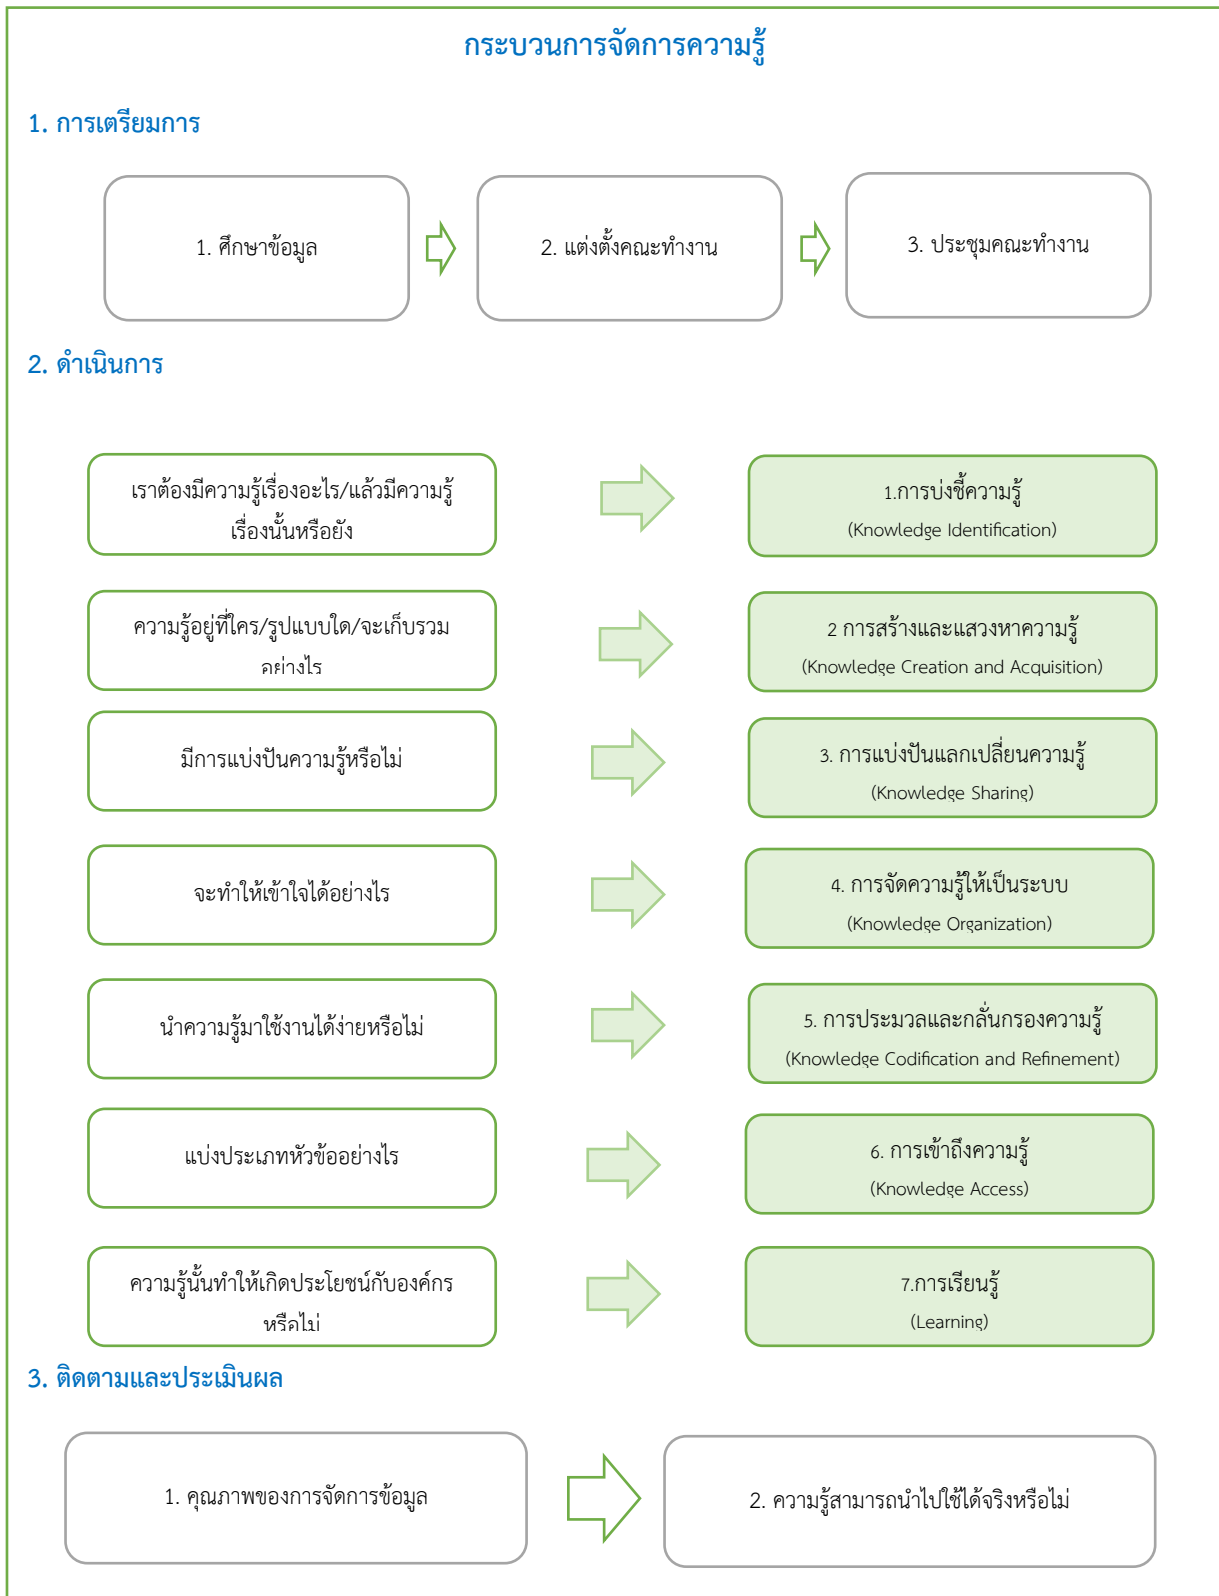 กระบวนการจัดการความรู้
1. การเตรียมการ
1. ศึกษาข้อมูล
2. แต่งตั้งคณะทำงาน
3. ประชุมคณะทำงาน
2. ดำเนินการ
เราต้องมีความรู้เรื่องอะไร/แล้วมีความรู้
เรื่องนั้นหรือยัง
1.การบ่งชี้ความรู้
(Knowledge Identification)
ความรู้อยู่ที่ใคร/รูปแบบใด/จะเก็บรวม
อย่างไร
2 การสร้างและแสวงหาความรู้
(Knowledge Creation and Acquisition)
มีการแบ่งปันความรู้หรือไม่
3. การแบ่งปันแลกเปลี่ยนความรู้
(Knowledge Sharing)
จะทำให้เข้าใจได้อย่างไร
4. การจัดความรู้ให้เป็นระบบ
(Knowledge Organization)
นำความรู้มาใช้งานได้ง่ายหรือไม่
5. การประมวลและกลั่นกรองความรู้
(Knowledge Codification and Refinement)
แบ่งประเภทหัวข้ออย่างไร
6. การเข้าถึงความรู้
(Knowledge Access)
ความรู้นั้นทำให้เกิดประโยชน์กับองค์กร
หรือไม่
7.การเรียนรู้
(Learning)
3. ติดตามและประเมินผล
1. คุณภาพของการจัดการข้อมูล
2. ความรู้สามารถนำไปใช้ได้จริงหรือไม่